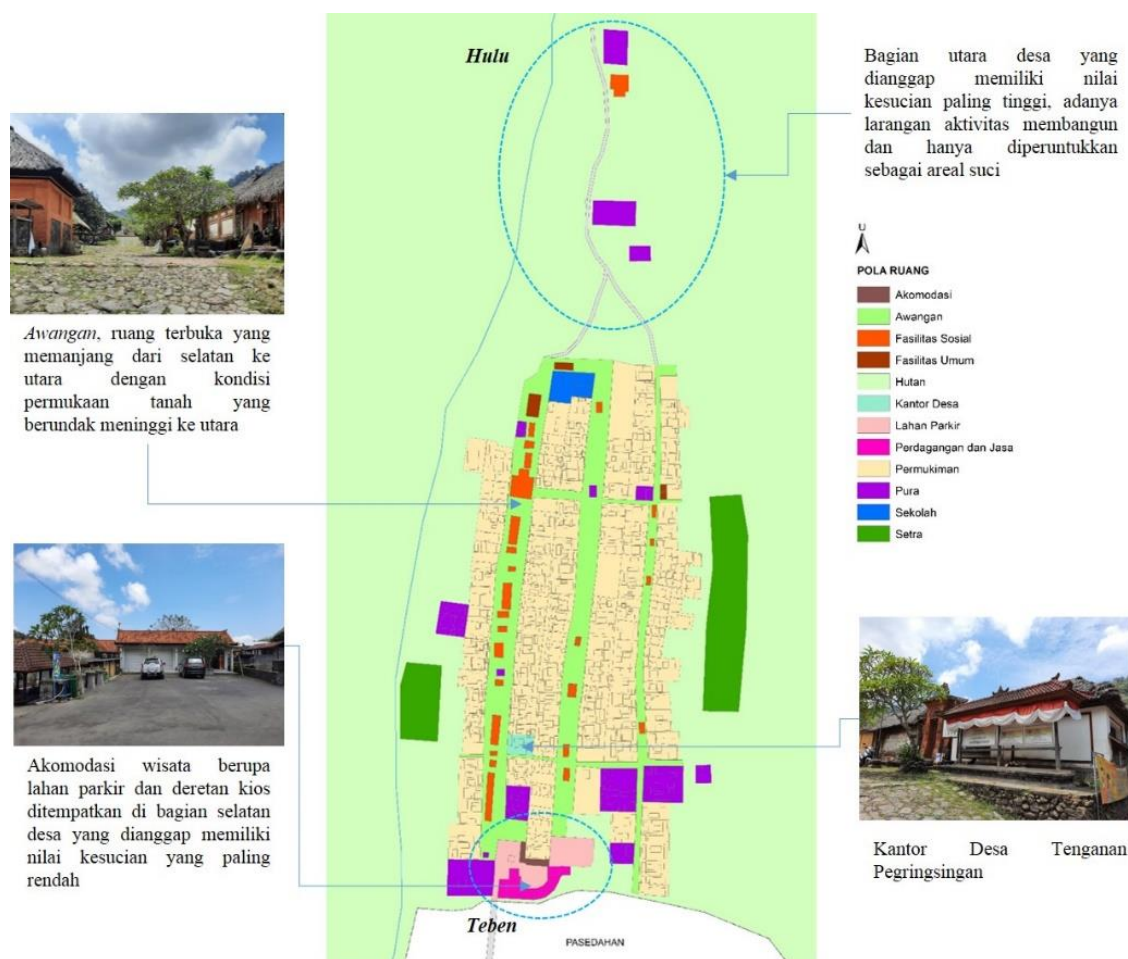 Hulu
Bagian utara desa yang
dianggap memiliki nilai
kesucian paling tinggi, adanya
larangan aktivitas membangun
dan hanya diperuntukkan
sebagai areal suci
Awangan, ruang terbuka yang
memanjang dari selatan ke
utara dengan kondisi
permukaan tanah yang
berundak meninggi ke utara
U
POLA RUANG
Akomodasi
Awangan
Fasilitas Sosial
Fasilitas Umum
Hutan
Kantor Desa
Lahan Parkir
Perdagangan dan Jasa
Permukiman
Pura
Sekolah
Setra
Akomodasi wisata berupa
lahan parkir dan deretan kios
ditempatkan di bagian selatan
desa yang dianggap memiliki
nilai kesucian yang paling
rendah
Kantor Desa Tenganan
Pegringsingan
Teben
PASEDAHAN